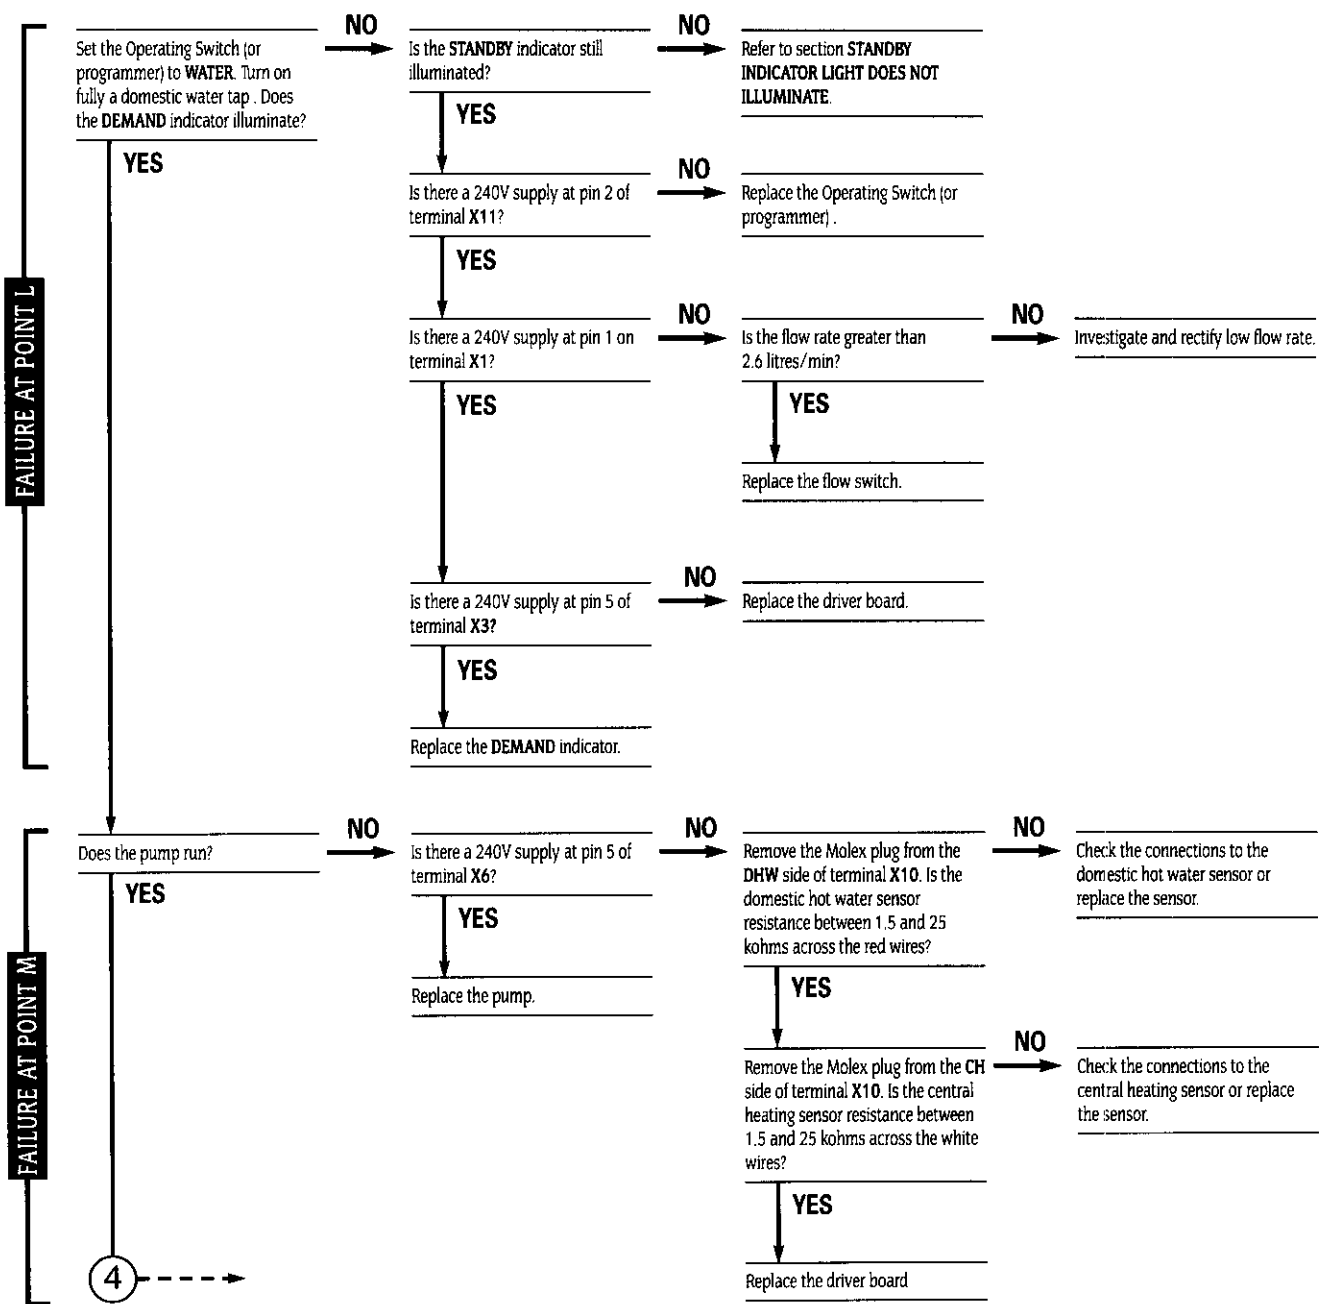 FAILURE AT POINT L
Set the Operating Switch (or
programmer) to WATER. Turn on
fully a domestic water tap . Does
the DEMAND indicator illuminate?
NO
Is the STANDBY indicator still
illuminated?
NO
Refer to section STANDBY
INDICATOR LIGHT DOES NOT
ILLUMINATE.
YES
YES
Is there a 240V supply at pin 2 of
terminal X11?
NO
Replace the Operating Switch (or
programmer) .
YES
Is there a 240V supply at pin 1 on
terminal X1?
NO
Is the flow rate greater than
2.6 litres/min?
NO
Investigate and rectify low flow rate.
YES
YES
Replace the flow switch.
Is there a 240V supply at pin 5 of
terminal X3?
NO
Replace the driver board.
YES
Replace the DEMAND indicator.
FAILURE AT POINT M
Does the pump run?
NO
Is there a 240V supply at pin 5 of
terminal X6?
NO
Remove the Molex plug from the
DHW side of terminal X10. Is the
domestic hot water sensor
resistance between 1.5 and 25
kohms across the red wires?
NO
Check the connections to the
domestic hot water sensor or
replace the sensor.
YES
YES
Replace the pump.
YES
Remove the Molex plug from the CH
side of terminal X10. Is the central
heating sensor resistance between
1.5 and 25 kohms across the white
wires?
NO
Check the connections to the
central heating sensor or replace
the sensor.
YES
Replace the driver board
4